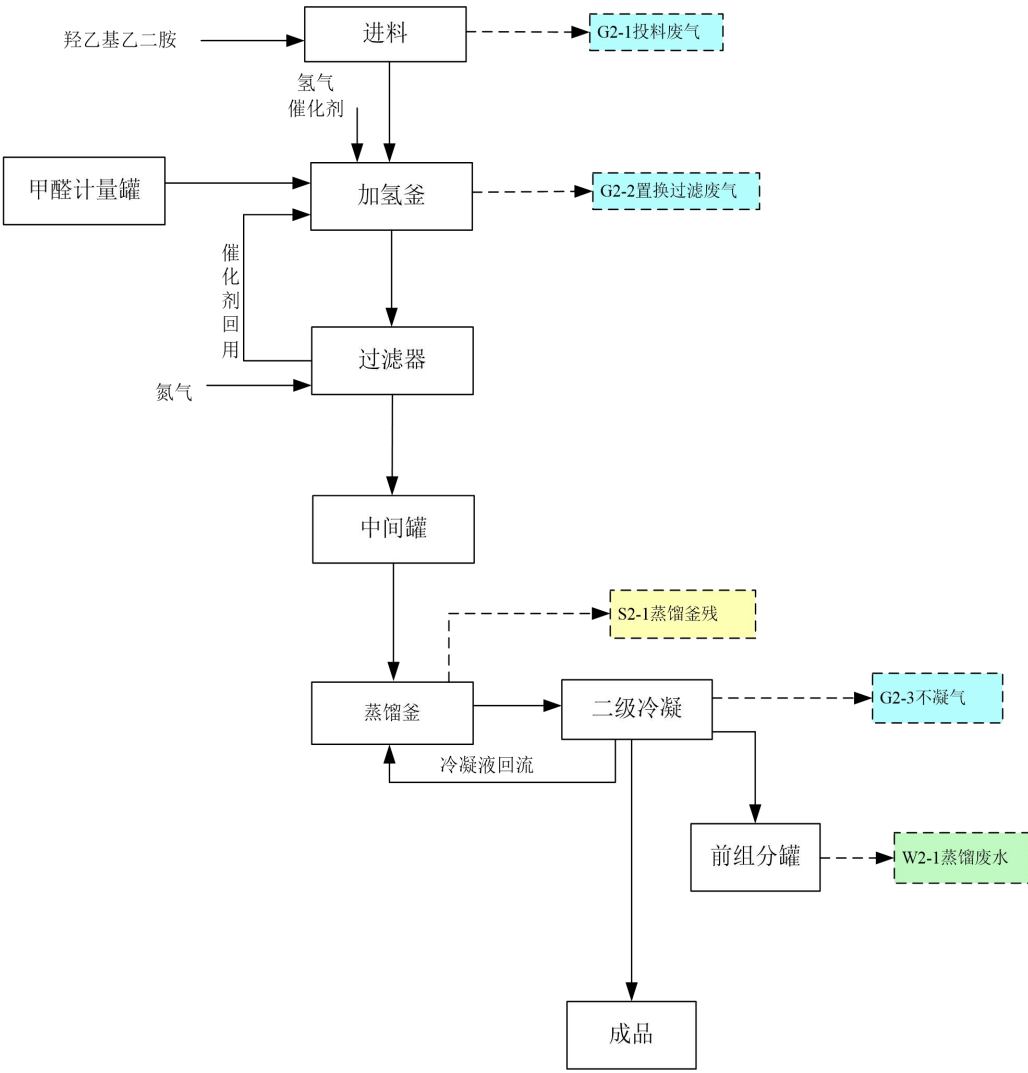 进料
G2-1投料废气
羟乙基乙二胺
氢气
催化剂
甲醛计量罐
加氢釜
G2-2置换过滤废气
催
化
剂
回
用
过滤器
氮气
中间罐
S2-1蒸馏釜残
蒸馏釜
二级冷凝
G2-3不凝气
冷凝液回流
前组分罐
W2-1蒸馏废水
成品